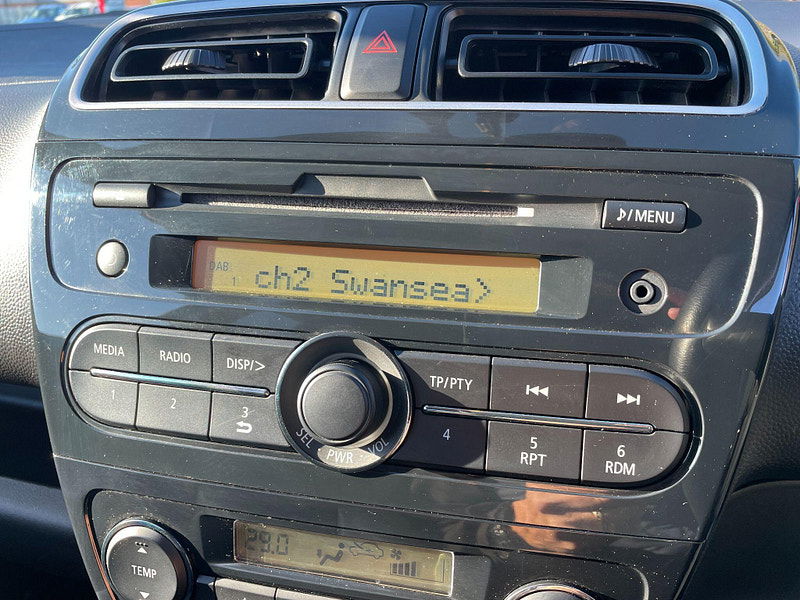 ♪/MENU
DAB
1
ch2 Swansea>
MEDIA
RADIO
DISP/>
TP/PTY
1
2
3
4
5
RPT
6
RDM
SEL
PWR
VOL
29.0
TEMP